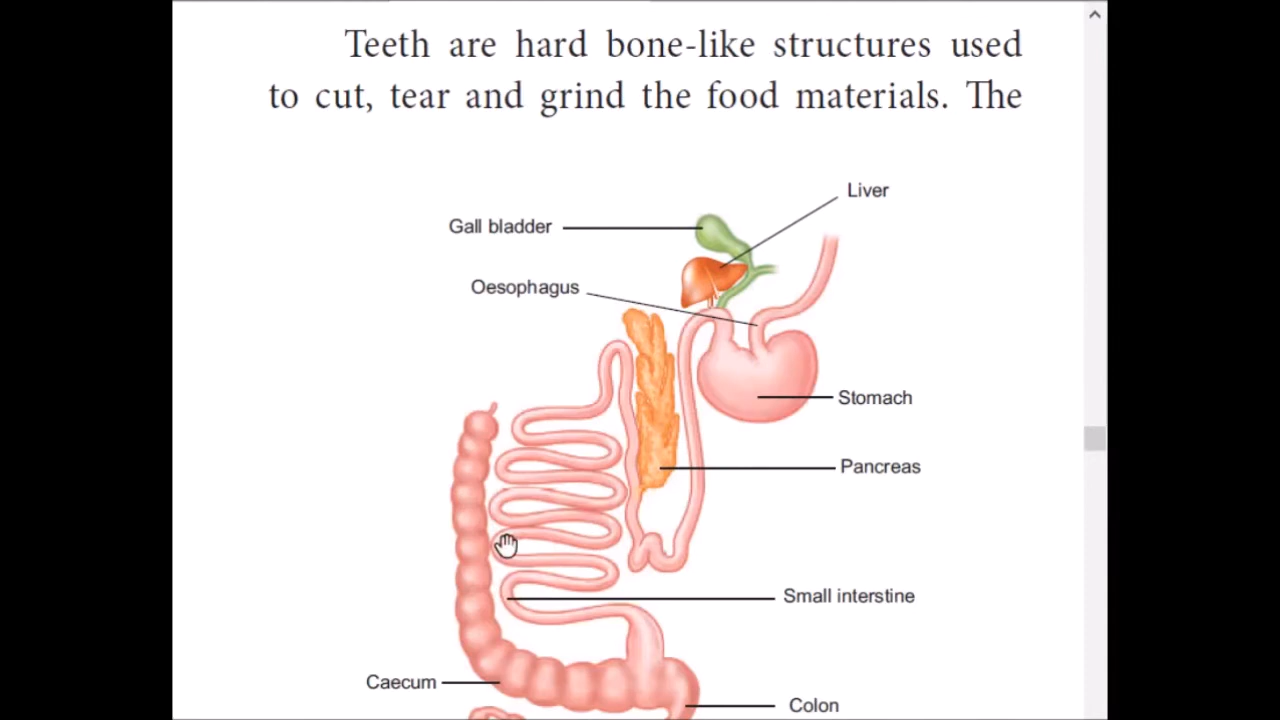 Teeth are hard bone-like structures used
to cut, tear and grind the food materials. The
Liver
Gall bladder
Oesophagus
Stomach
Pancreas
Small interstine
Caecum
Colon